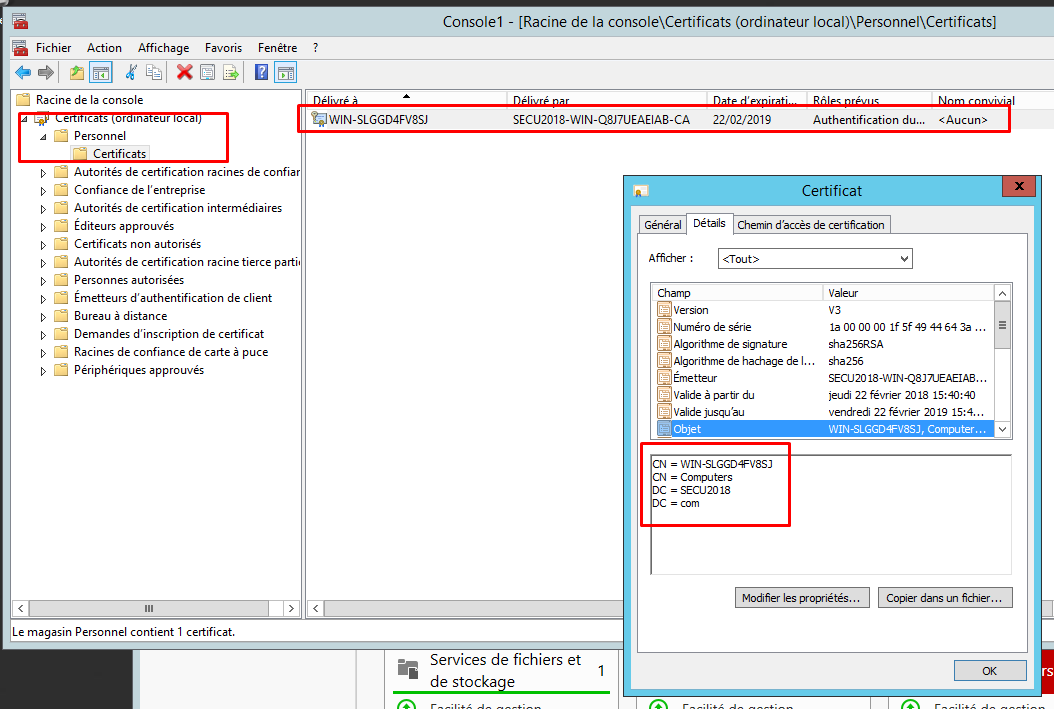 Console1 - [Racine de la console\Certificats (ordinateur local)\Personnel\Certificats]
Fichier Action Affichage Favoris Fenêtre ?
Racine de la console
Certificats (ordinateur local)
Personnel
Certificats
Autorités de certification racines de confian
Confiance de l'entreprise
Autorités de certification intermédiaires
Éditeurs approuvés
Certificats non autorisés
Autorités de certification racine tierce partie
Personnes autorisées
Émetteurs d'authentification de client
Bureau à distance
Demandes d'inscription de certificat
Racines de confiance de carte à puce
Périphériques approuvés
Délivré à Délivré par Date d'expirati... Rôles prévus Nom convivial
WIN-SLGGD4FV8SJ SECU2018-WIN-Q8J7UEAEIAB-CA 22/02/2019 Authentification du... <Aucun>
Certificat
x
Général Détails Chemin d'accès de certification
Afficher : <Tout>
Champ Valeur
Version V3
Numéro de série 1a 00 00 00 1f 5f 49 44 64 3a ...
Algorithme de signature sha256RSA
Algorithme de hachage de l... sha256
Émetteur SECU2018-WIN-Q8J7UEAEIAB...
Valide à partir du jeudi 22 février 2018 15:40:40
Valide jusqu'au vendredi 22 février 2019 15:4...
Objet WIN-SLGGD4FV8SJ, Computer...
CN = WIN-SLGGD4FV8SJ
CN = Computers
DC = SECU2018
DC = com
Modifier les propriétés... Copier dans un fichier...
OK
Le magasin Personnel contient 1 certificat.
Services de fichiers et
de stockage
1
Facilité de gestion
Facilité de gestion
Facilité de gestion